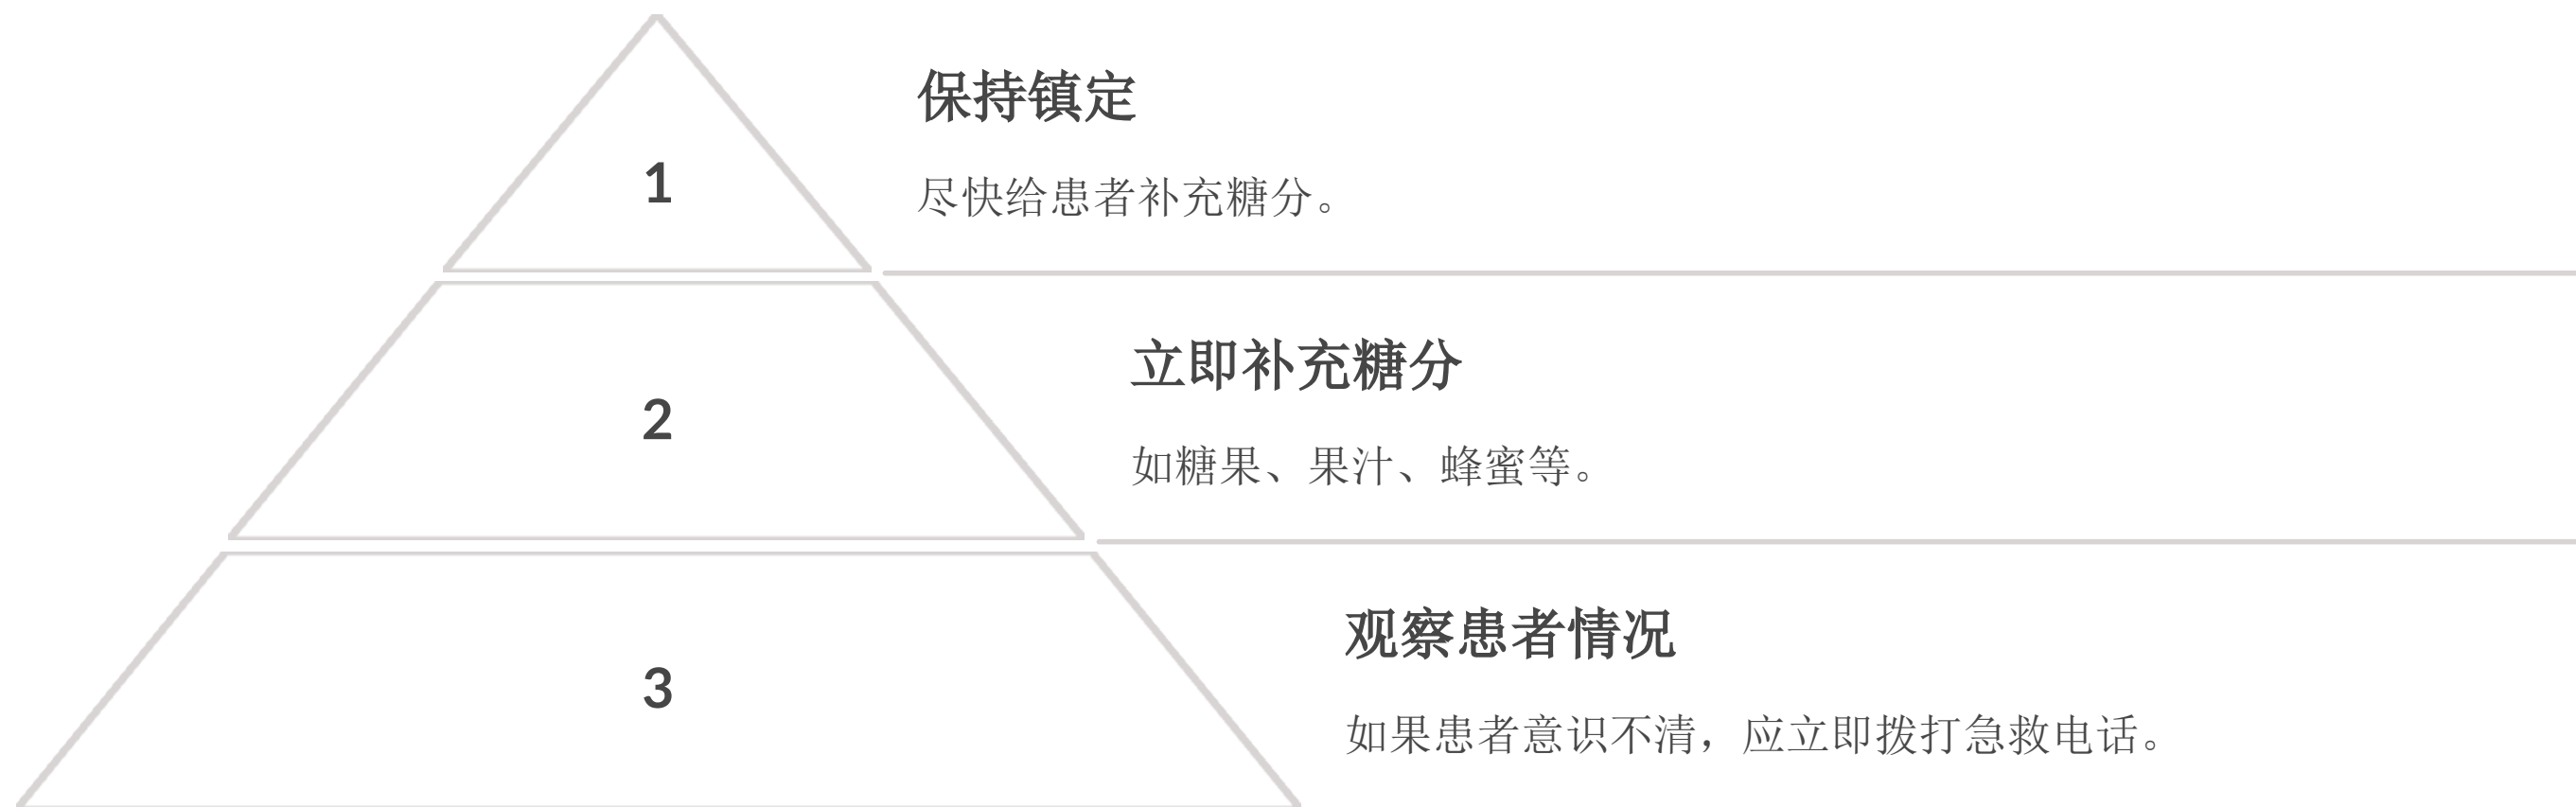 保持镇定
1
尽快给患者补充糖分。
立即补充糖分
2
如糖果、果汁、蜂蜜等。
观察患者情况
3
如果患者意识不清，应立即拨打急救电话。